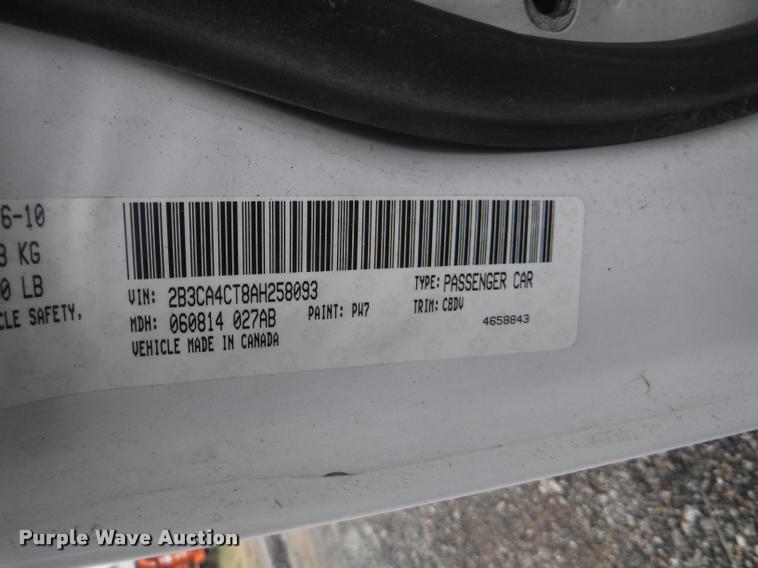 6-10
KG
0 LB
CLE SAFETY,
VIN: 2B3CA4CT8AH258093
TYPE: PASSENGER CAR
MDH: 060814 027AB
PAINT: PW7
TRIM: C8DV
VEHICLE MADE IN CANADA
4658843
Purple Wave Auction